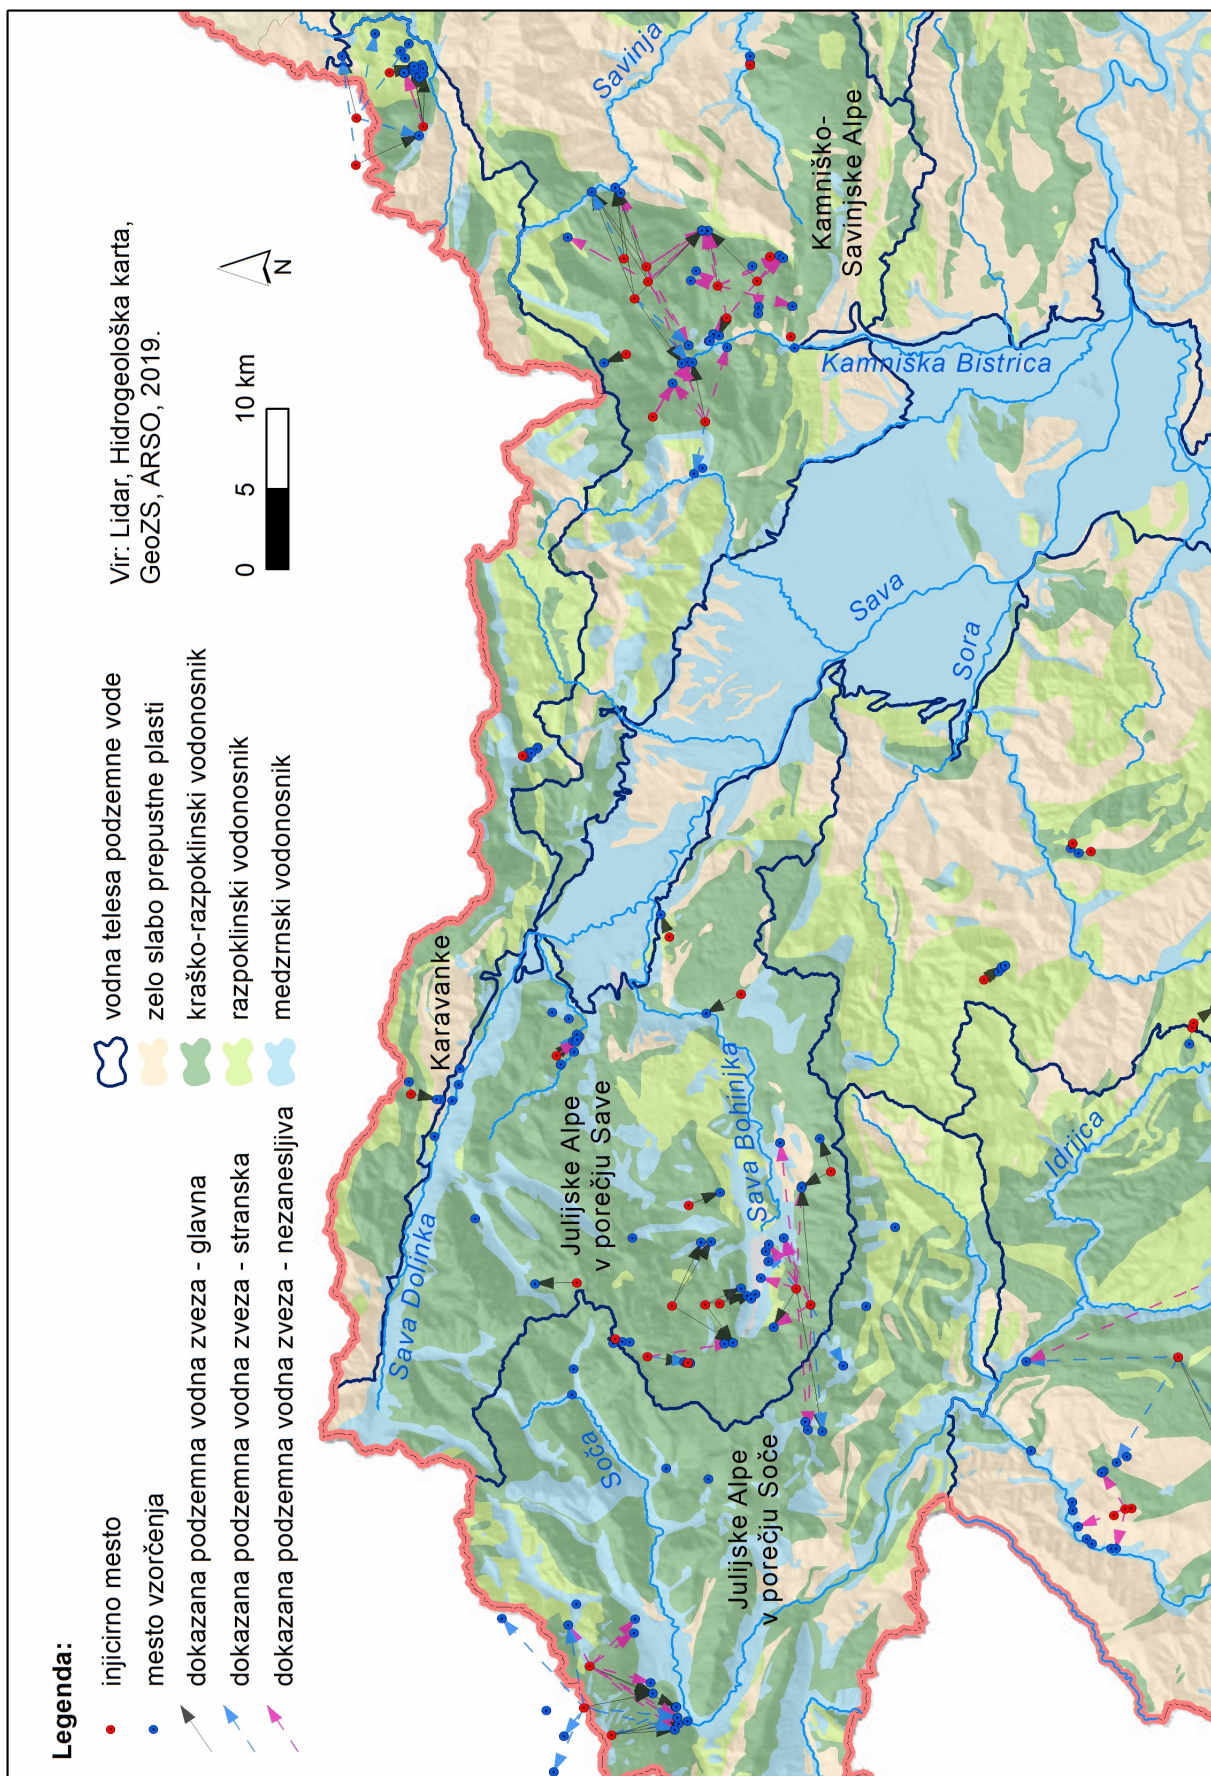 Legenda:
injicirno mesto
mesto vzorčenja
dokazana podzemna vodna zveza - glavna
dokazana podzemna vodna zveza - stranska
dokazana podzemna vodna zveza - nezanesljiva
vodna telesa podzemne vode
zelo slabo prepustne plasti
kraško-razpoklinski vodonosnik
razpoklinski vodonosnik
medzrnski vodonosnik
Vir: Lidar, Hidrogeološka karta,
GeoZS, ARSO, 2019.
0 5 10 km
N
Karavanke
Sava Dolinka
Soča
Julijske Alpe
v porečju Save
Sava Bohinjka
Julijske Alpe
v porečju Soče
Idrijca
Sava
Sora
Kamniška Bistrica
Kamniško-
Savinjske Alpe
Savinja